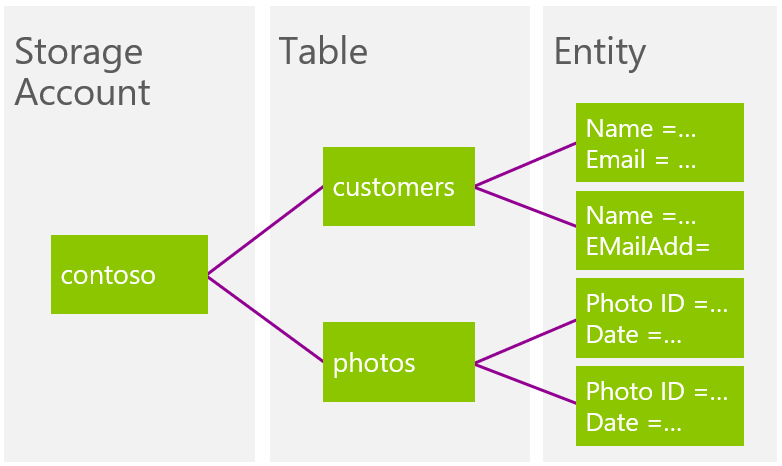 Storage
Account
Table
Entity
contoso
customers
photos
Name =...
Email = ...
Name =...
EMailAdd=
Photo ID =...
Date =...
Photo ID =...
Date =...